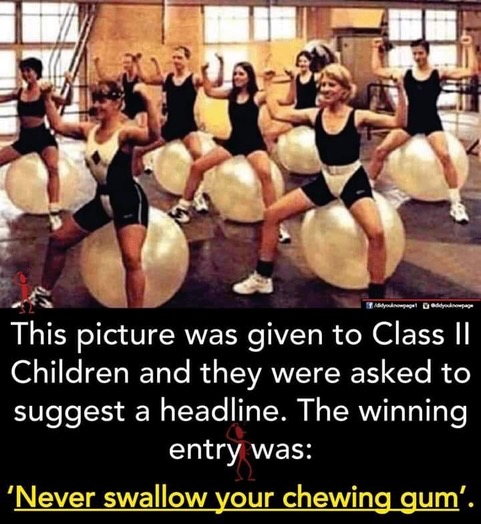 /didyouknowpage1 @didyouknowpage
This picture was given to Class II
Children and they were asked to
suggest a headline. The winning
entry was:
'Never swallow your chewing gum'.